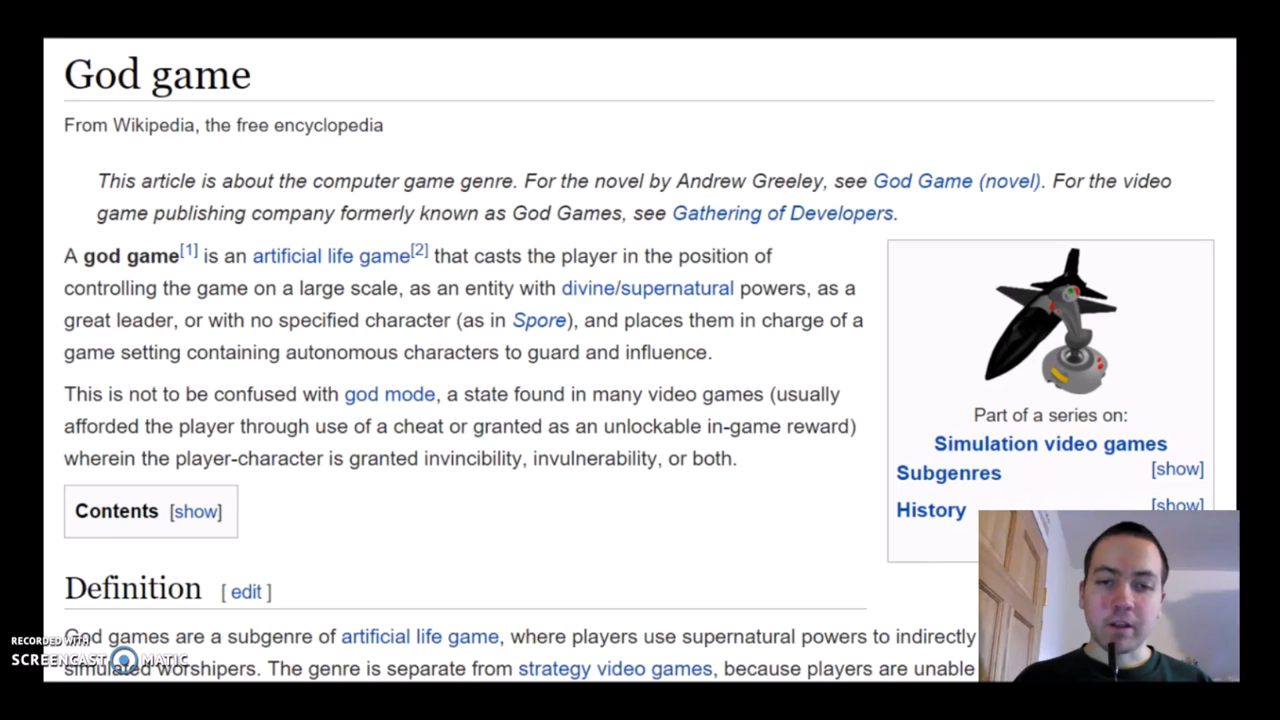 God game
From Wikipedia, the free encyclopedia
This article is about the computer game genre. For the novel by Andrew Greeley, see God Game (novel). For the video
game publishing company formerly known as God Games, see Gathering of Developers.
A god game[1] is an artificial life game[2] that casts the player in the position of
controlling the game on a large scale, as an entity with divine/supernatural powers, as a
great leader, or with no specified character (as in Spore), and places them in charge of a
game setting containing autonomous characters to guard and influence.
This is not to be confused with god mode, a state found in many video games (usually
afforded the player through use of a cheat or granted as an unlockable in-game reward)
wherein the player-character is granted invincibility, invulnerability, or both.
Contents [show]
Part of a series on:
Simulation video games
Subgenres [show]
History [show]
Definition [ edit ]
God games are a subgenre of artificial life game, where players use supernatural powers to indirectly
simulated worshipers. The genre is separate from strategy video games, because players are unable
RECORDED WITH
SCREENCAST MATIC